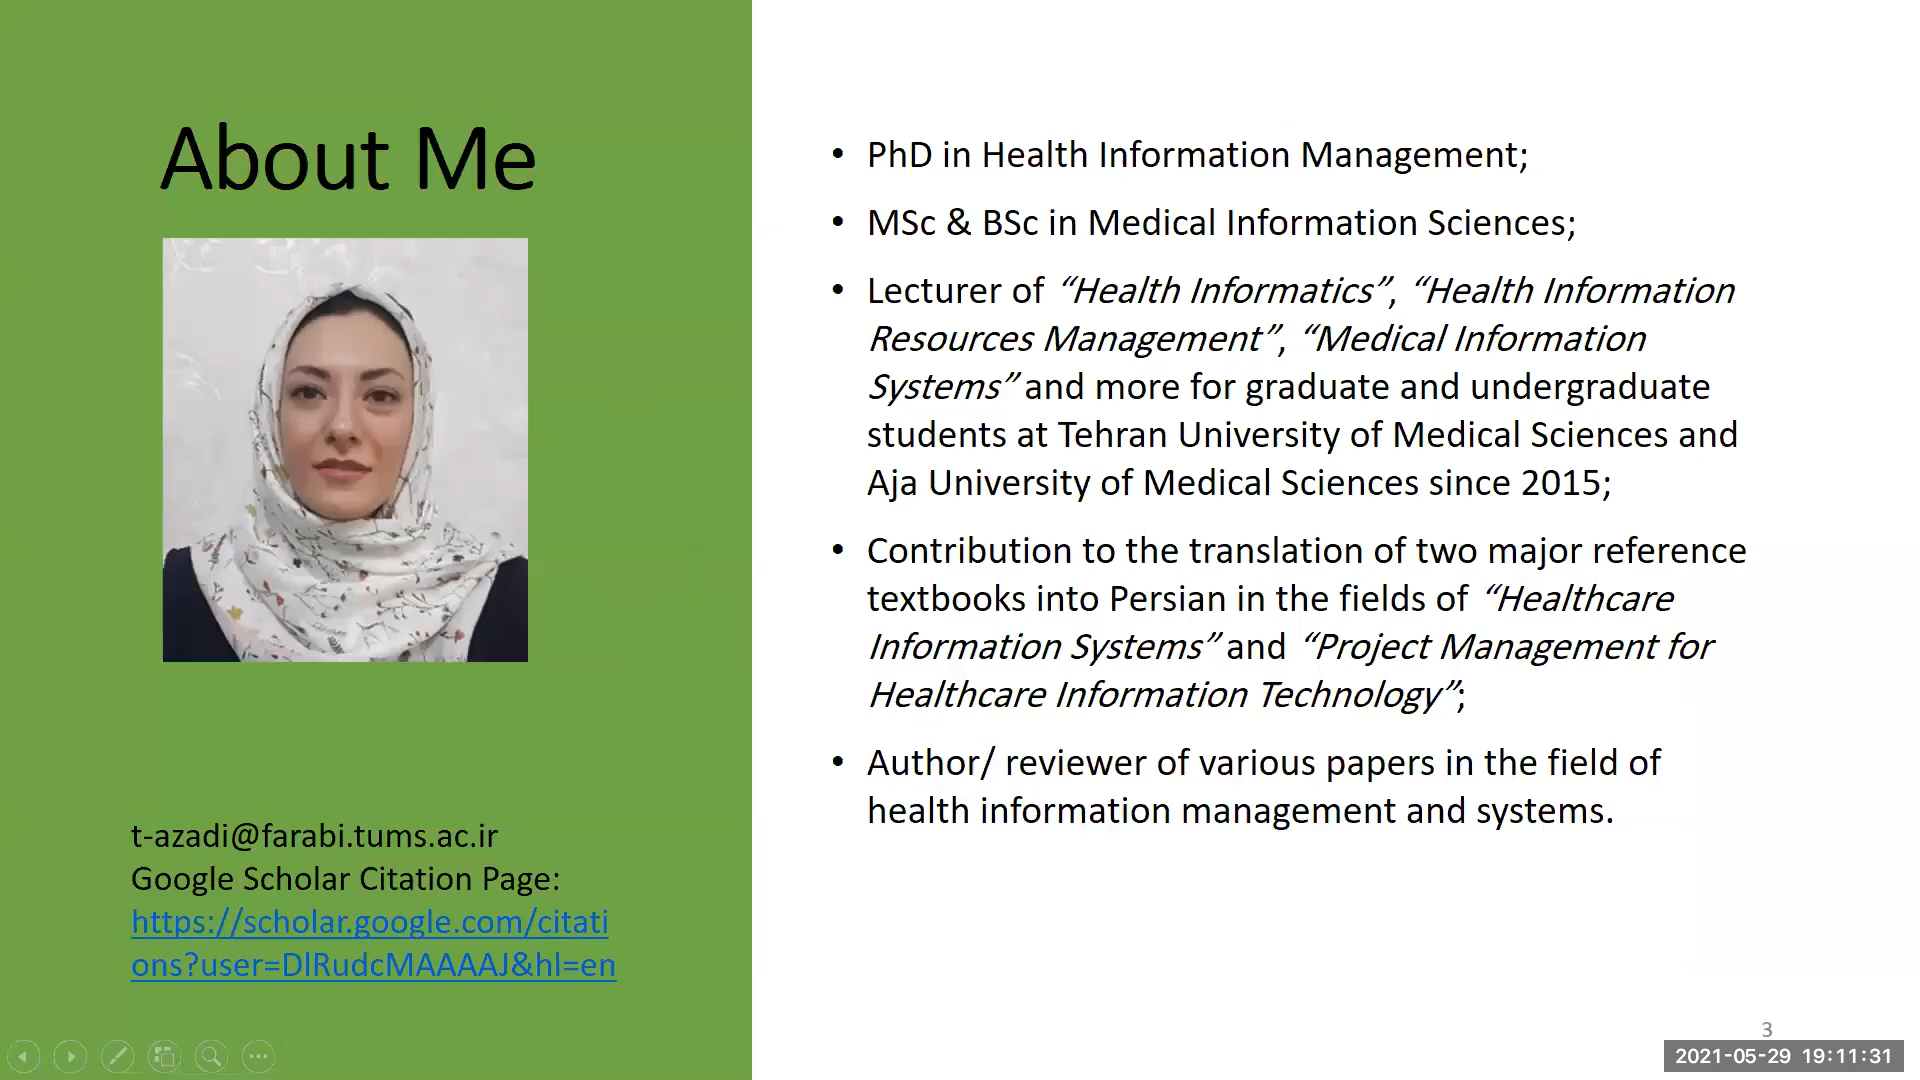 About Me
t-azadi@farabi.tums.ac.ir
Google Scholar Citation Page:
https://scholar.google.com/citati
ons?user=DlRudcMAAAAJ&hl=en
• PhD in Health Information Management;
• MSc & BSc in Medical Information Sciences;
• Lecturer of “Health Informatics”, “Health Information
Resources Management”, “Medical Information
Systems” and more for graduate and undergraduate
students at Tehran University of Medical Sciences and
Aja University of Medical Sciences since 2015;
• Contribution to the translation of two major reference
textbooks into Persian in the fields of “Healthcare
Information Systems” and “Project Management for
Healthcare Information Technology”;
• Author/ reviewer of various papers in the field of
health information management and systems.
3
2021-05-29 19:11:31